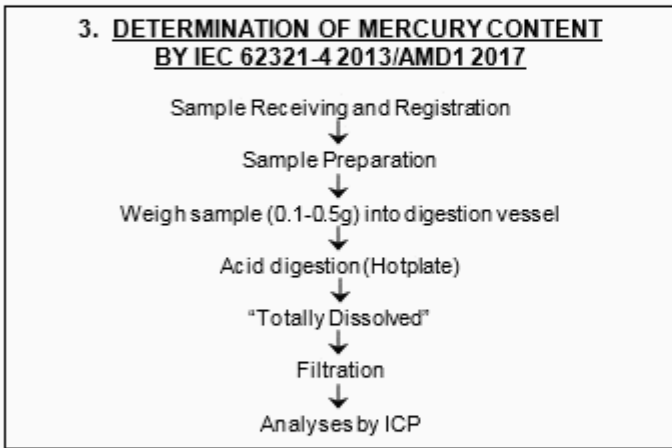 3. DETERMINATION OF MERCURY CONTENT
BY IEC 62321-4 2013/AMD1 2017
Sample Receiving and Registration
Sample Preparation
Weigh sample (0.1-0.5g) into digestion vessel
Acid digestion (Hotplate)
“Totally Dissolved”
Filtration
Analyses by ICP